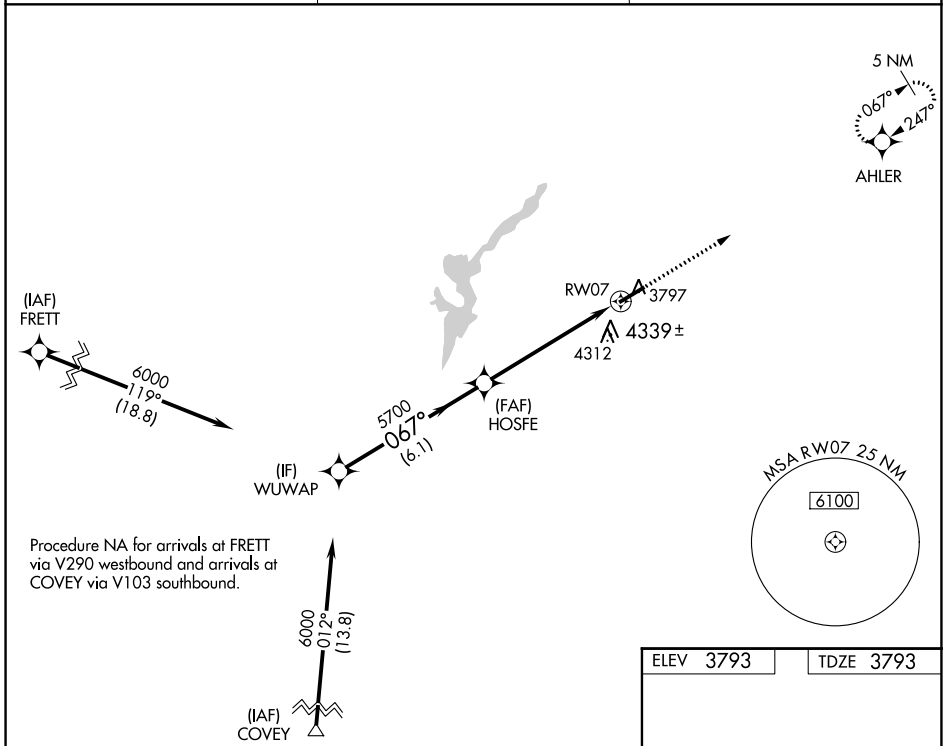 5 NM
067°
247°
AHLER
RW07
3797
4312
4339±
(IAF)
FRETT
6000
119°
(18.8)
5700
067°
(6.1)
(FAF)
HOSFE
(IF)
WUWAP
MSA RW07 25 NM
6100
Procedure NA for arrivals at FRETT
via V290 westbound and arrivals at
COVEY via V103 southbound.
6000
012°
(13.8)
(IAF)
COVEY
ELEV 3793
TDZE 3793